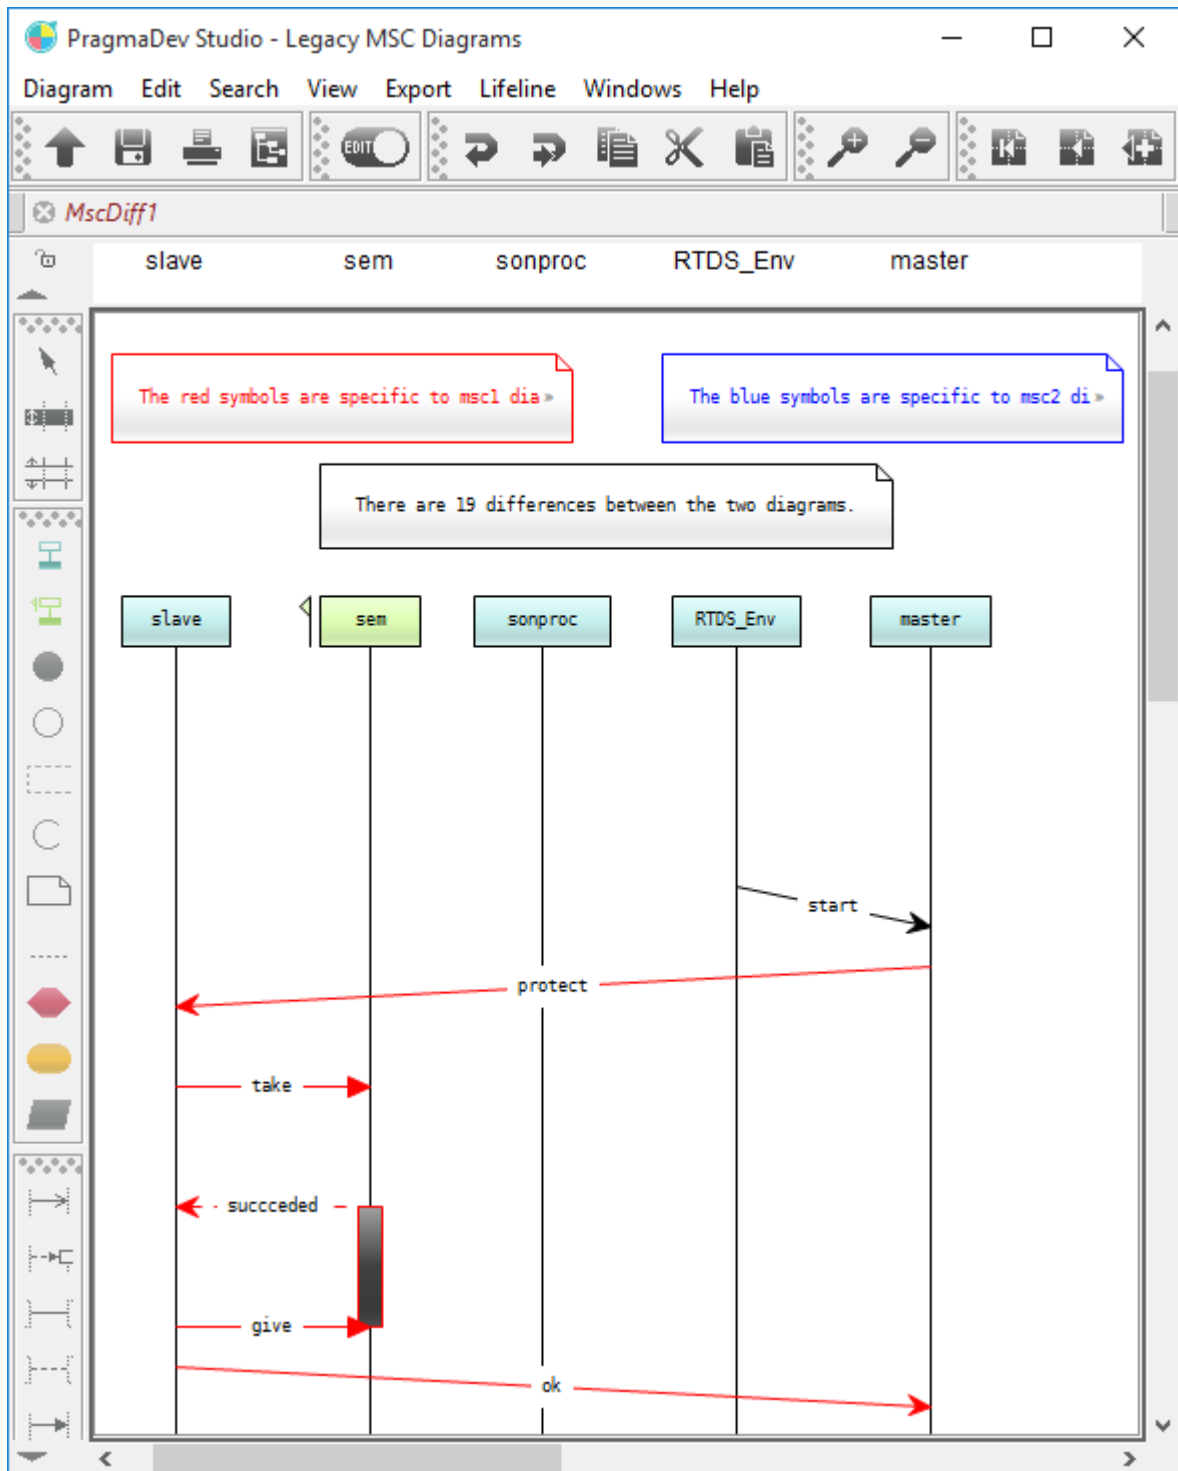 PragmaDev Studio - Legacy MSC Diagrams
Diagram Edit Search View Export Lifeline Windows Help
EDIT
MscDiff1
slave sem sonproc RTDS_Env master
The red symbols are specific to msc1 dia»
The blue symbols are specific to msc2 di»
There are 19 differences between the two diagrams.
slave sem sonproc RTDS_Env master
start
protect
take
succceded
give
ok